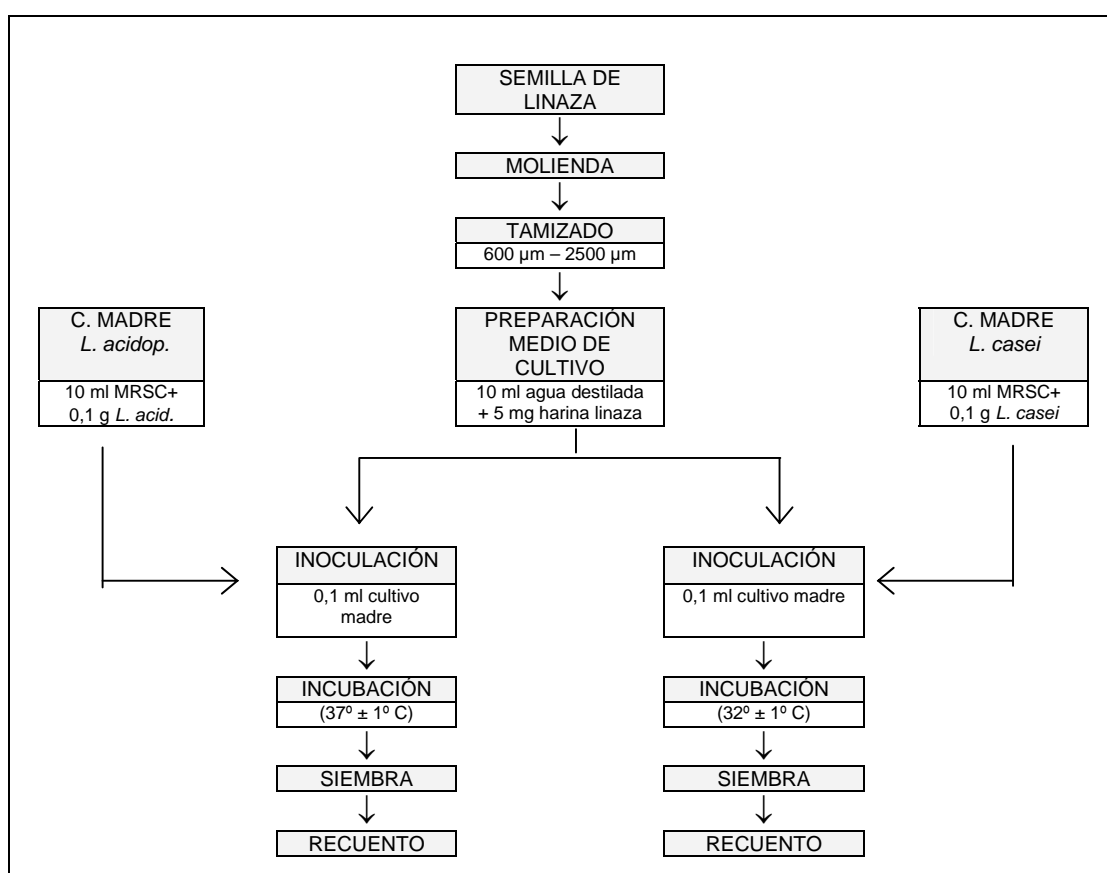 SEMILLA DE
LINAZA
MOLIENDA
TAMIZADO
600 µm – 2500 µm
C. MADRE
L. acidop.
10 ml MRSC+
0,1 g L. acid.
PREPARACIÓN
MEDIO DE
CULTIVO
10 ml agua destilada
+ 5 mg harina linaza
C. MADRE
L. casei
10 ml MRSC+
0,1 g L. casei
INOCULACIÓN
0,1 ml cultivo
madre
INCUBACIÓN
(37º ± 1º C)
SIEMBRA
RECUENTO
INOCULACIÓN
0,1 ml cultivo madre
INCUBACIÓN
(32º ± 1º C)
SIEMBRA
RECUENTO